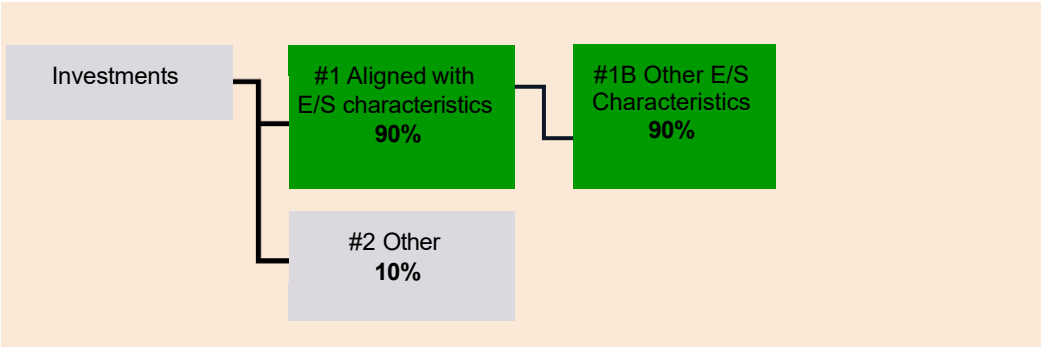 Investments
#1 Aligned with
E/S characteristics
90%
#1B Other E/S
Characteristics
90%
#2 Other
10%